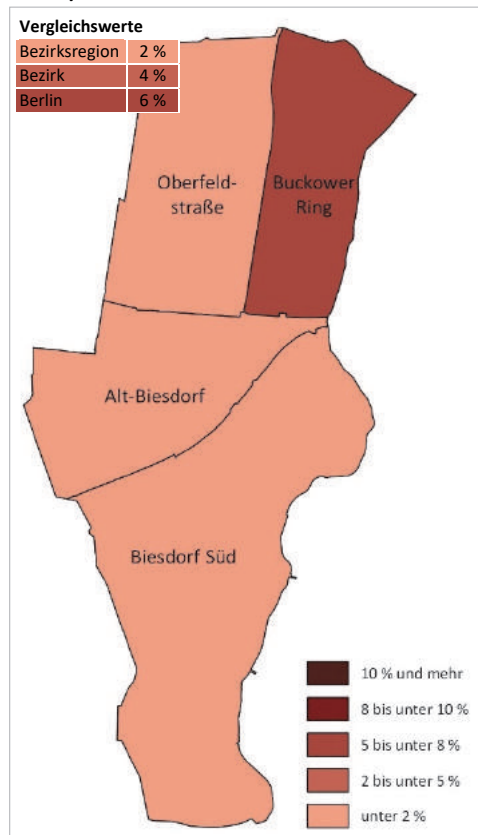 Vergleichswerte
Bezirksregion 2 %
Bezirk 4 %
Berlin 6 %
Oberfeld-
straße
Buckower
Ring
Alt-Biesdorf
Biesdorf Süd
10 % und mehr
8 bis unter 10 %
5 bis unter 8 %
2 bis unter 5 %
unter 2 %